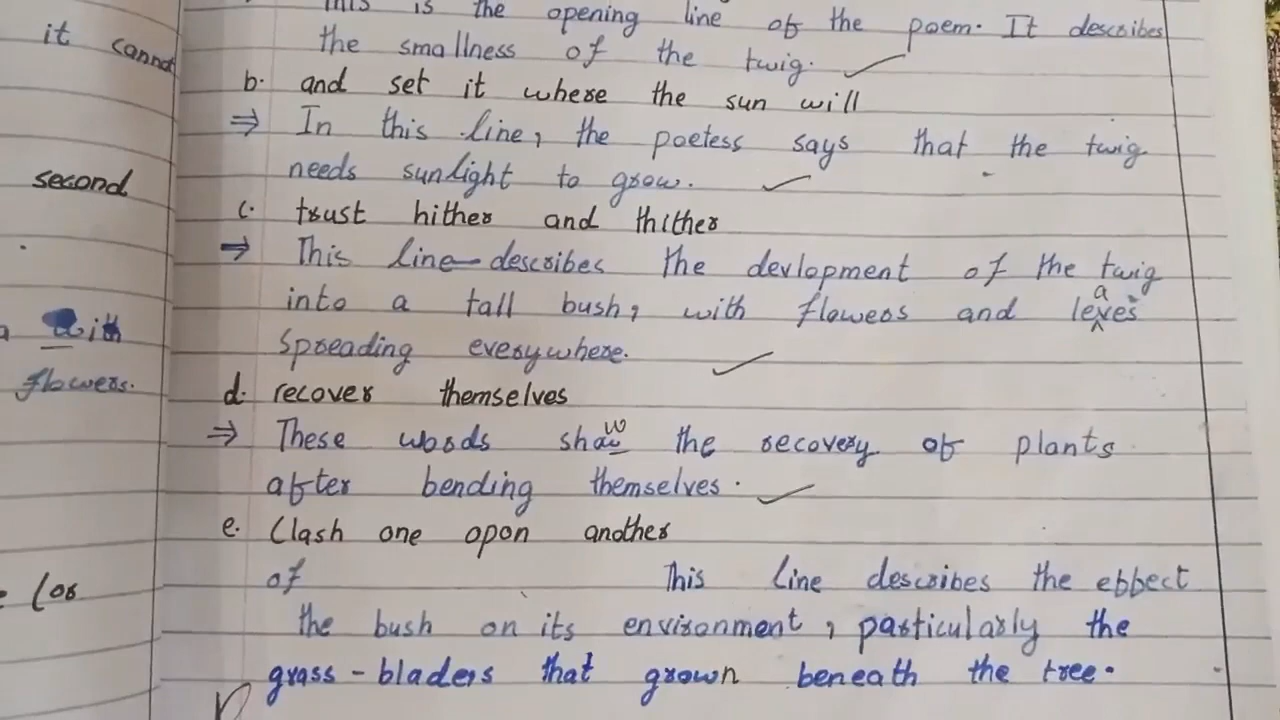 it cannot
second
a with
flowers.
: (or
This is the opening line of the poem. It describes
the smallness of the twig.
b. and set it where the sun will
⇒ In this line, the poetess says that the twig
needs sunlight to grow.
c. trust hither and thither
⇒ This line describes the devlopment of the twig
into a tall bush, with flowers and leaves
spreading everywhere.
d. recover themselves
⇒ These words show the recovery of plants
after bending themselves.
e. Clash one opon another
of This line describes the effect
the bush on its environment, particularly the
grass-bladers that grown beneath the tree.